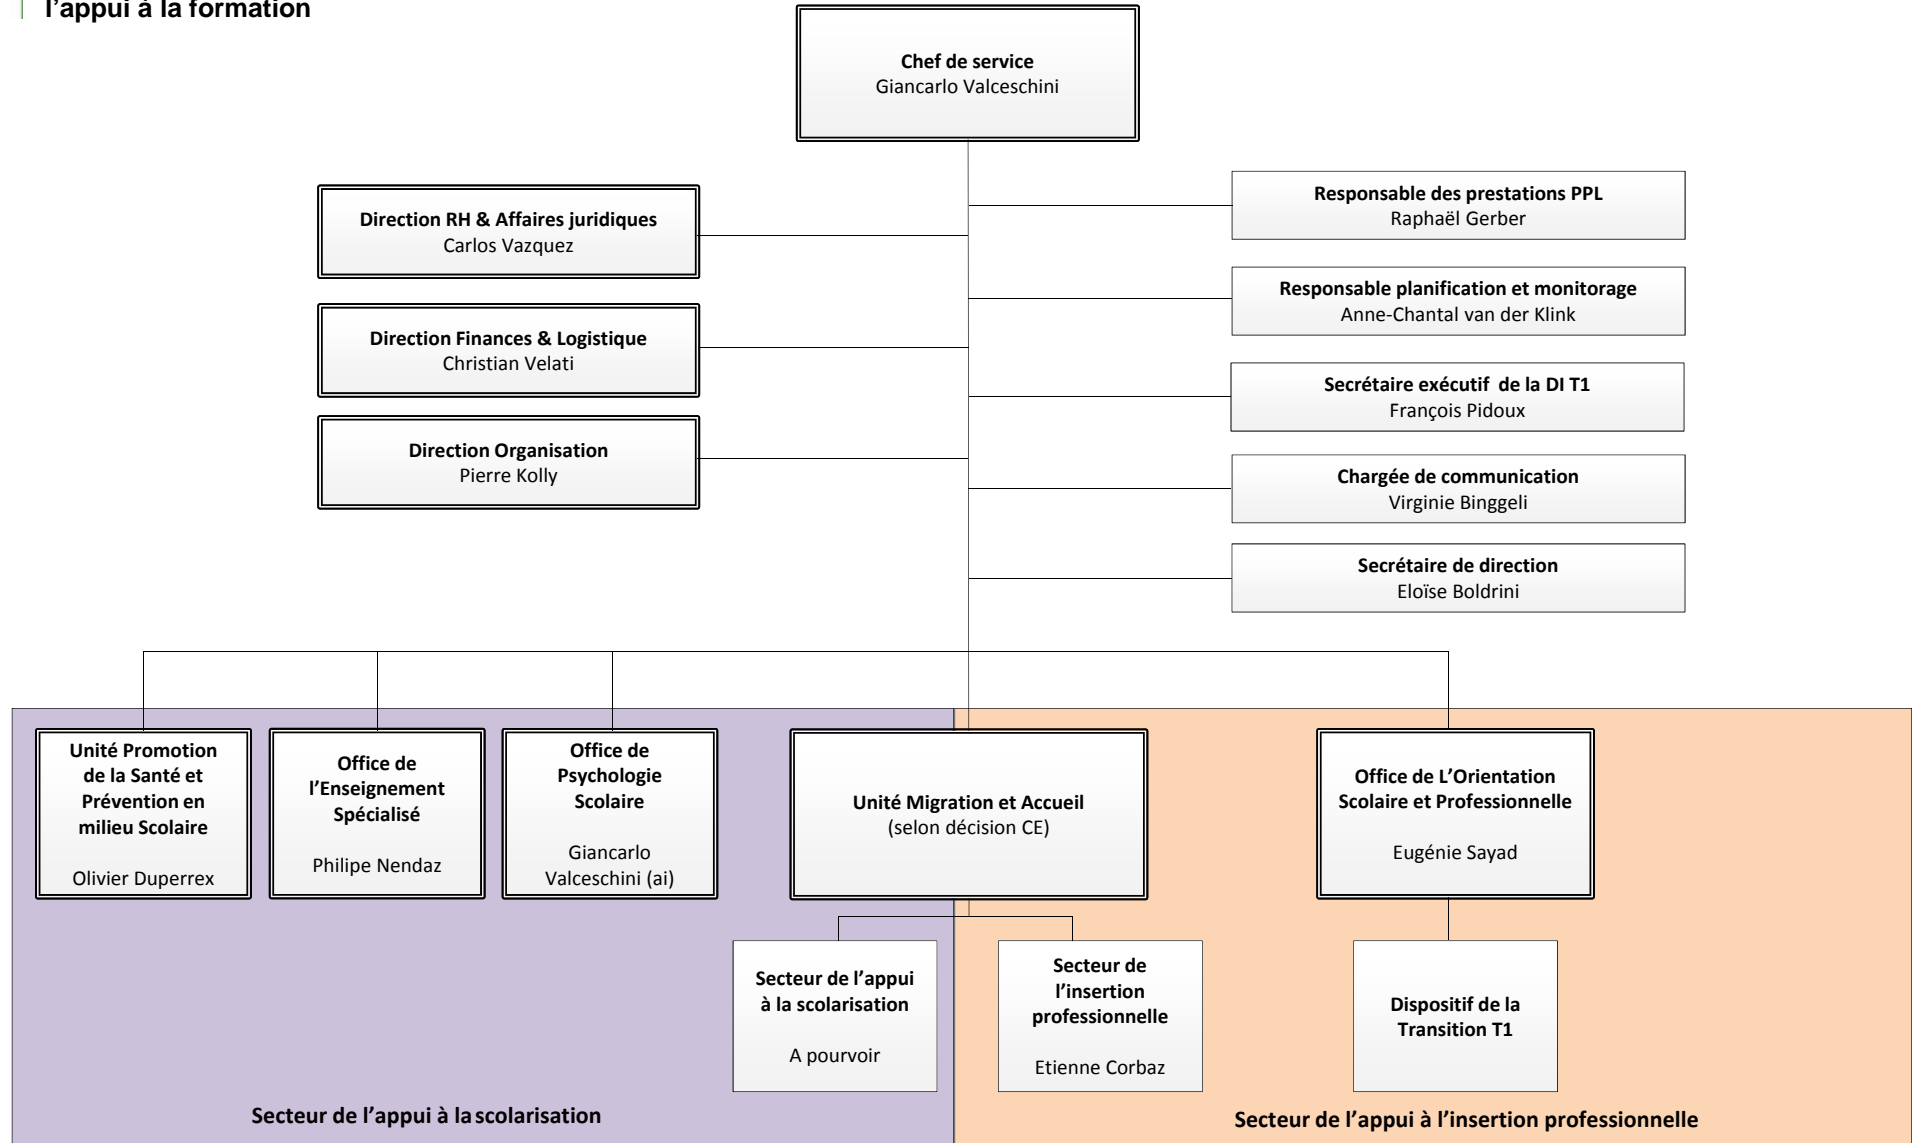 l'appui à la formation
Chef de service
Giancarlo Valceschini
Direction RH & Affaires juridiques
Carlos Vazquez
Direction Finances & Logistique
Christian Velati
Direction Organisation
Pierre Kolly
Responsable des prestations PPL
Raphaël Gerber
Responsable planification et monitorage
Anne-Chantal van der Klink
Secrétaire exécutif de la DI T1
François Pidoux
Chargée de communication
Virginie Binggeli
Secrétaire de direction
Eloïse Boldrini
Unité Promotion
de la Santé et
Prévention en
milieu Scolaire
Olivier Duperrex
Office de
l'Enseignement
Spécialisé
Philipe Nendaz
Office de
Psychologie
Scolaire
Giancarlo
Valceschini (ai)
Unité Migration et Accueil
(selon décision CE)
Office de L'Orientation
Scolaire et Professionnelle
Eugénie Sayad
Secteur de l'appui
à la scolarisation
A pourvoir
Secteur de
l'insertion
professionnelle
Etienne Corbaz
Dispositif de la
Transition T1
Secteur de l'appui à la scolarisation
Secteur de l'appui à l'insertion professionnelle